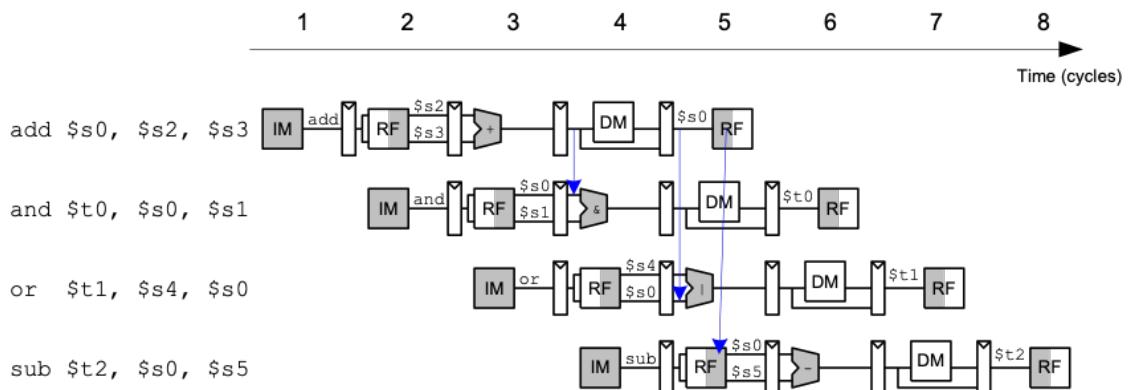 1 2 3 4 5 6 7 8
Time (cycles)
add $s0, $s2, $s3 IM add RF $s2 $s3 + DM $s0 RF
and $t0, $s0, $s1 IM and RF $s0 $s1 & DM $t0 RF
or $t1, $s4, $s0 IM or RF $s4 $s0 | DM $t1 RF
sub $t2, $s0, $s5 IM sub RF $s0 $s5 - DM $t2 RF